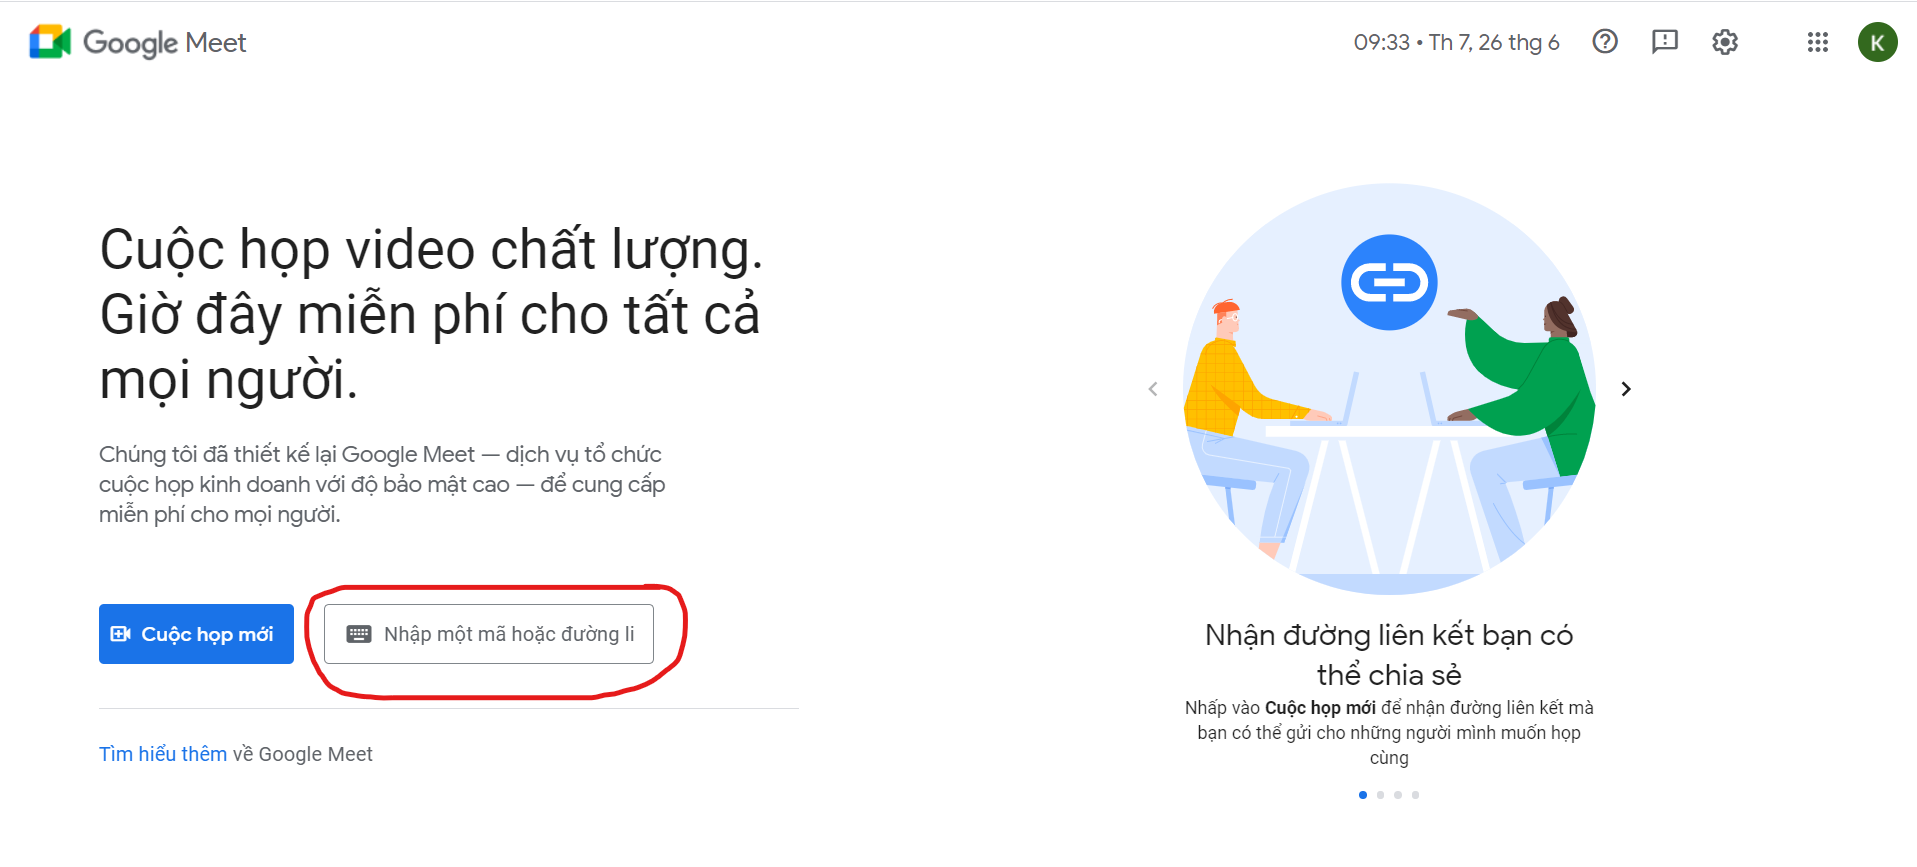 Google Meet
09:33 • Th 7, 26 thg 6
K
Cuộc họp video chất lượng.
Giờ đây miễn phí cho tất cả
mọi người.
Chúng tôi đã thiết kế lại Google Meet — dịch vụ tổ chức
cuộc họp kinh doanh với độ bảo mật cao — để cung cấp
miễn phí cho mọi người.
Cuộc họp mới
Nhập một mã hoặc đường li
Tìm hiểu thêm về Google Meet
Nhận đường liên kết bạn có
thể chia sẻ
Nhấp vào Cuộc họp mới để nhận đường liên kết mà
bạn có thể gửi cho những người mình muốn họp
cùng